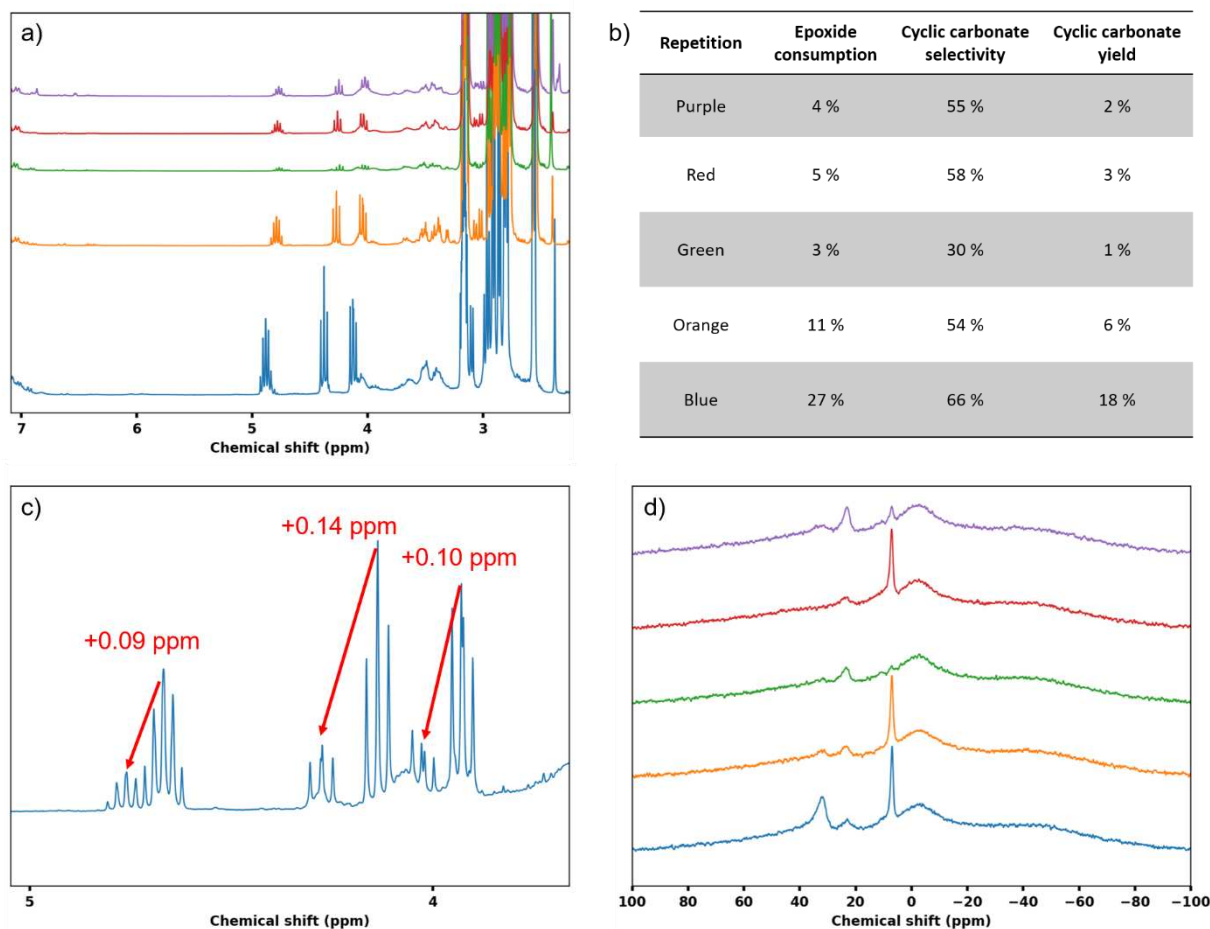 a)
7 6 5 4 3
Chemical shift (ppm)
b)
Repetition Epoxide consumption Cyclic carbonate selectivity Cyclic carbonate yield
Purple 4 % 55 % 2 %
Red 5 % 58 % 3 %
Green 3 % 30 % 1 %
Orange 11 % 54 % 6 %
Blue 27 % 66 % 18 %
c)
+0.14 ppm
+0.10 ppm
+0.09 ppm
5 4
Chemical shift (ppm)
d)
100 80 60 40 20 0 −20 −40 −60 −80 −100
Chemical shift (ppm)